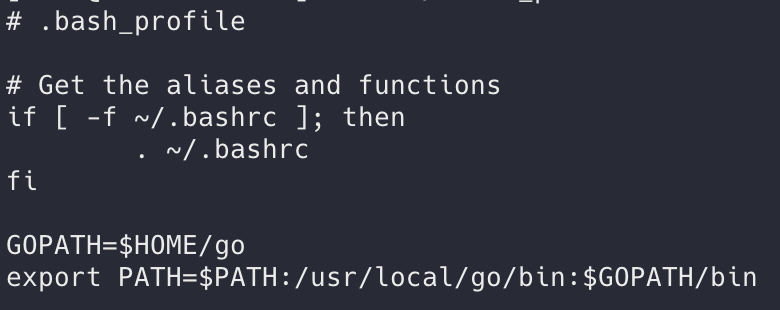 # .bash_profile
# Get the aliases and functions
if [ -f ~/.bashrc ]; then
. ~/.bashrc
fi
GOPATH=$HOME/go
export PATH=$PATH:/usr/local/go/bin:$GOPATH/bin